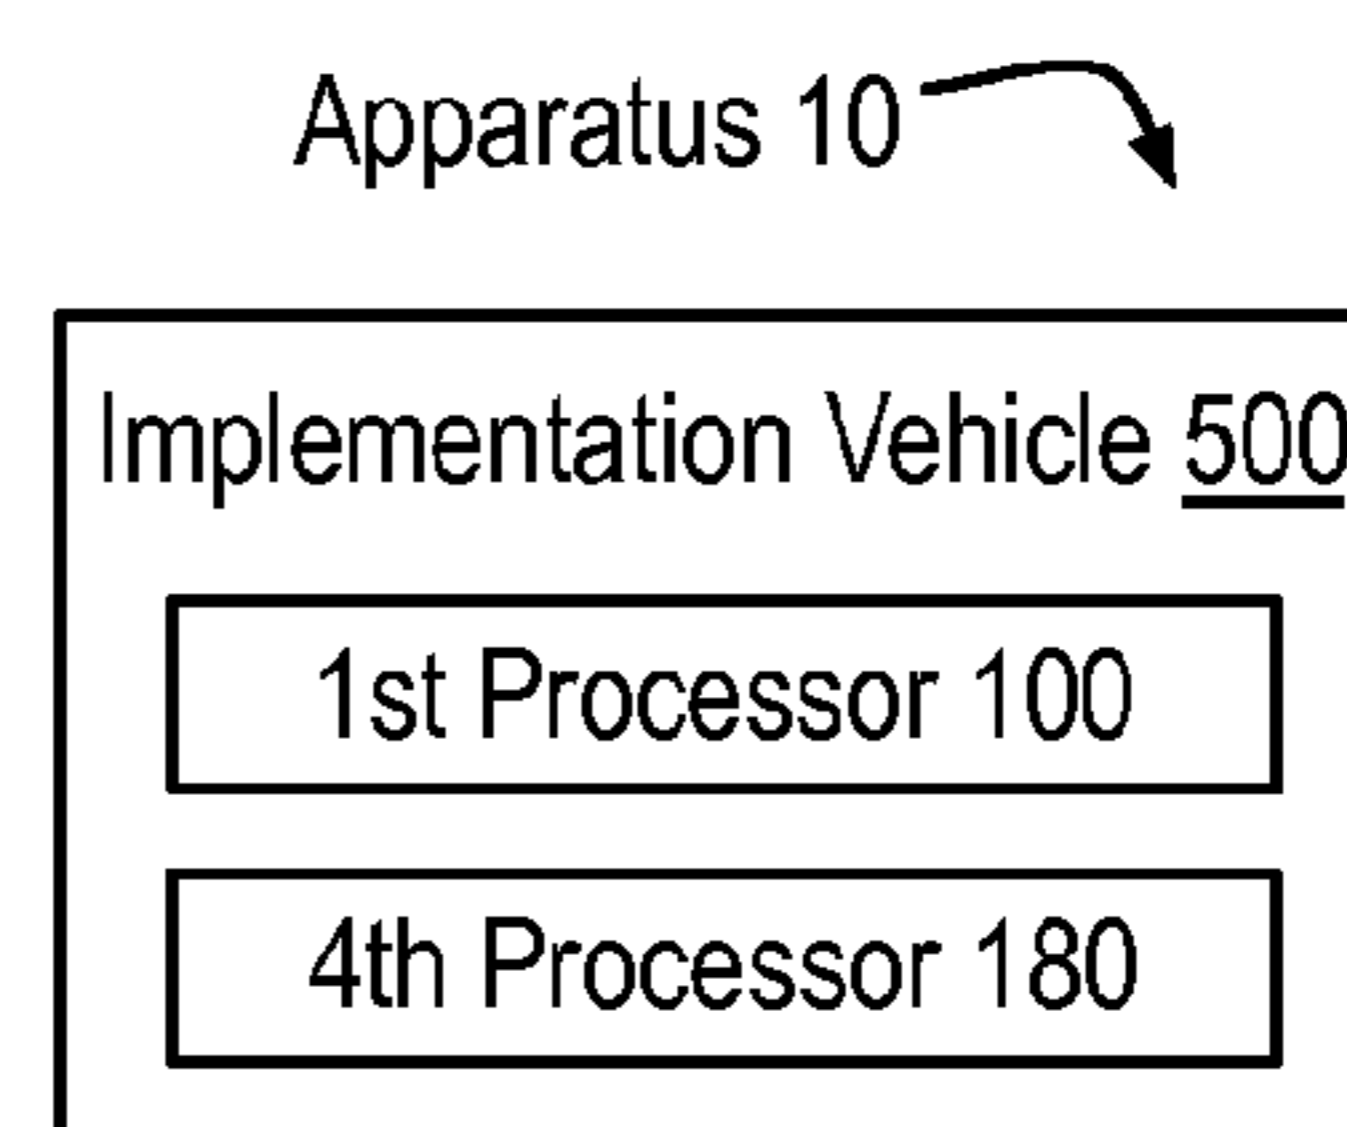 Apparatus 10
Implementation Vehicle 500
1st Processor 100
4th Processor 180